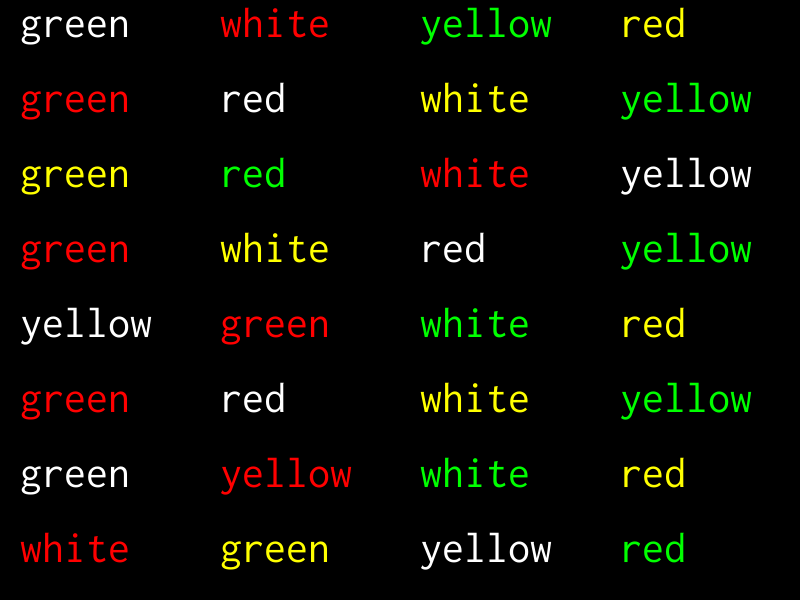 green white yellow red
green red white yellow
green red white yellow
green white red yellow
yellow green white red
green red white yellow
green yellow white red
white green yellow red